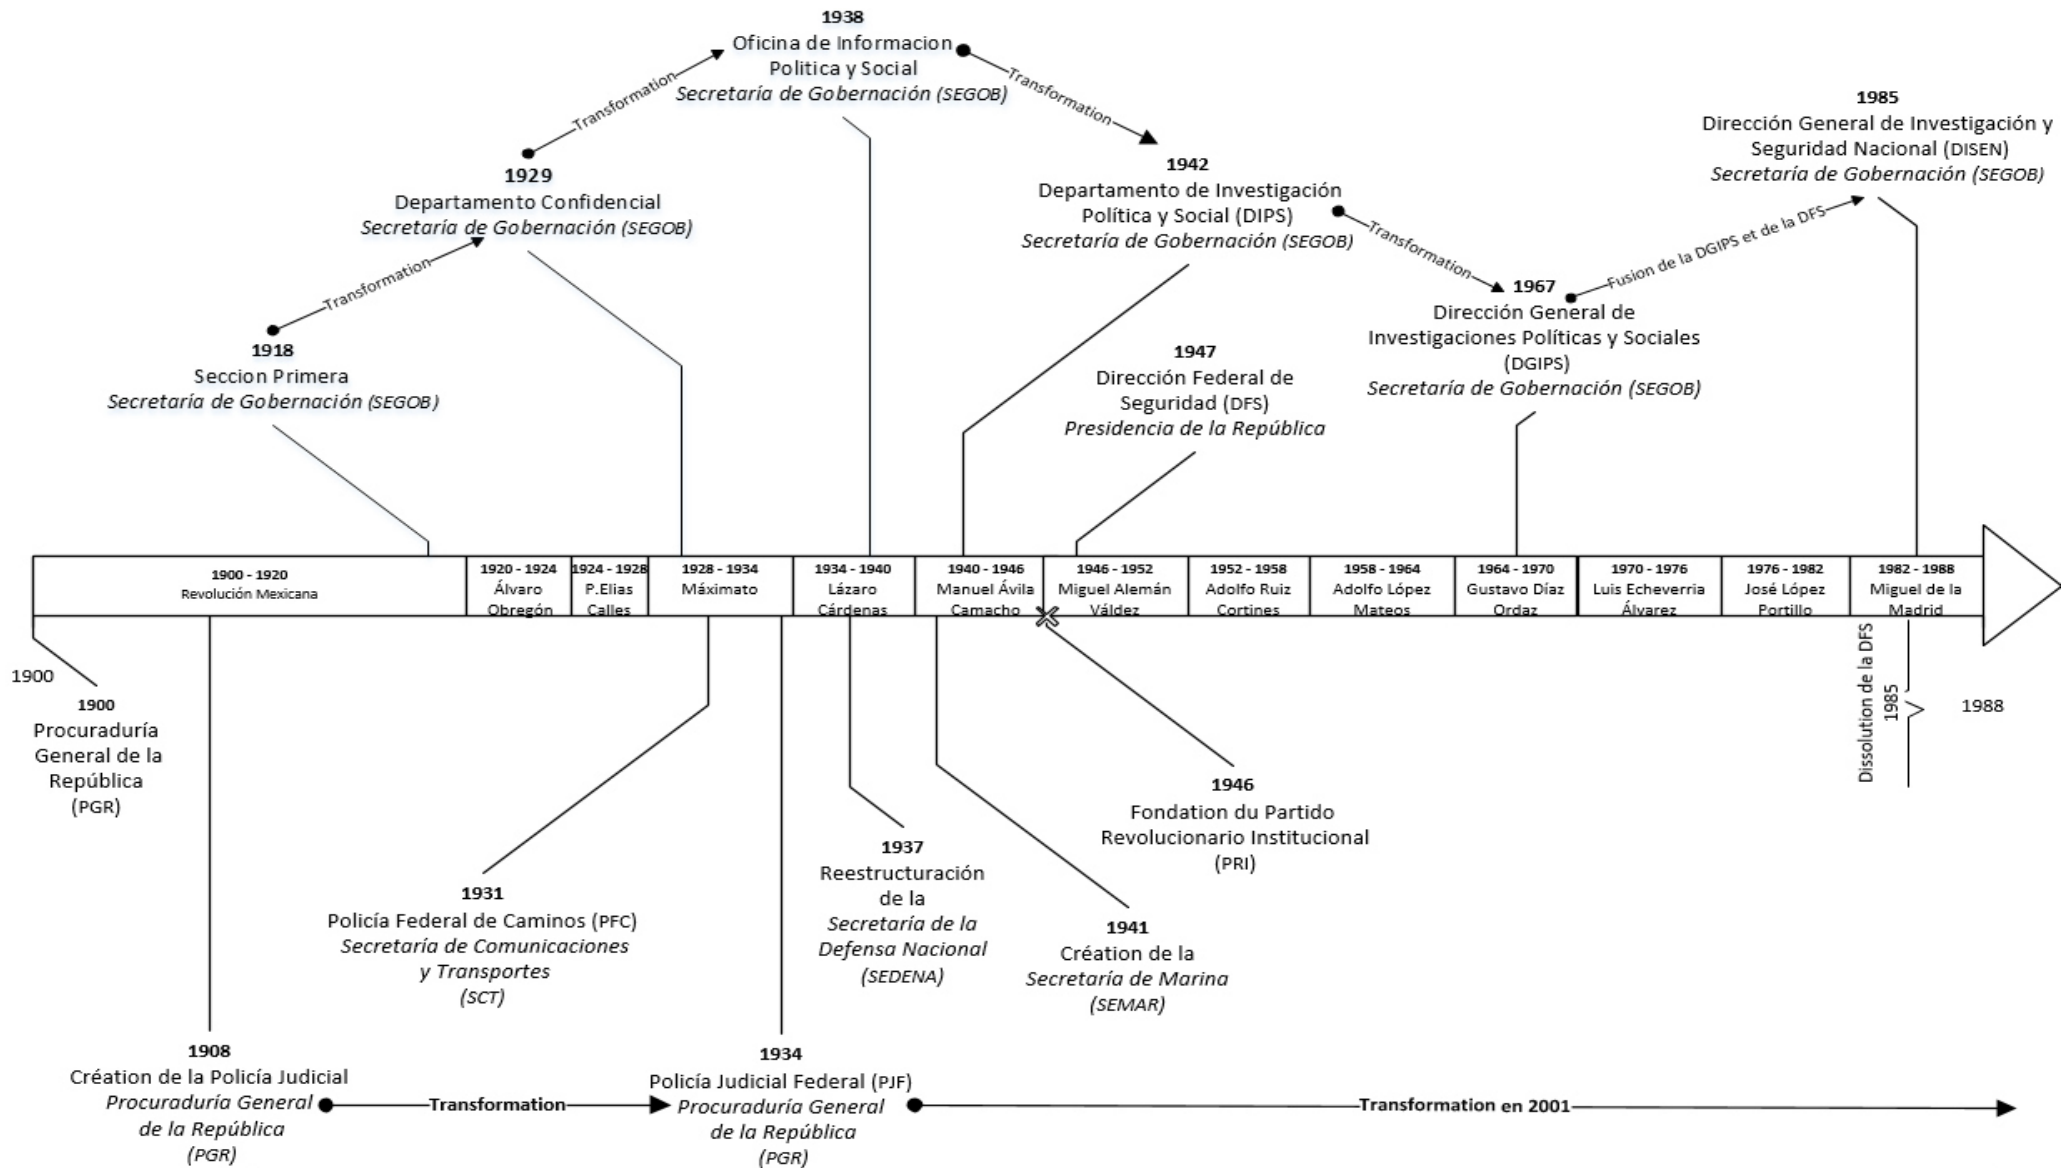 1938
Oficina de Informacion
Politica y Social
Secretaría de Gobernación (SEGOB)
Transformation
Transformation
1985
Dirección General de Investigación y
Seguridad Nacional (DISEN)
Secretaría de Gobernación (SEGOB)
1929
Departamento Confidencial
Secretaría de Gobernación (SEGOB)
Transformation
1942
Departamento de Investigación
Política y Social (DIPS)
Secretaría de Gobernación (SEGOB)
Transformation
Fusion de la DGIPS et de la DFS
1967
Dirección General de
Investigaciones Políticas y Sociales
(DGIPS)
Secretaría de Gobernación (SEGOB)
1918
Seccion Primera
Secretaría de Gobernación (SEGOB)
1947
Dirección Federal de
Seguridad (DFS)
Presidencia de la República
1900 - 1920
Revolución Mexicana
1920 - 1924
Álvaro
Obregón
1924 - 1928
P.Elias
Calles
1928 - 1934
Máximato
1934 - 1940
Lázaro
Cárdenas
1940 - 1946
Manuel Ávila
Camacho
1946 - 1952
Miguel Alemán
Váldez
1952 - 1958
Adolfo Ruiz
Cortines
1958 - 1964
Adolfo López
Mateos
1964 - 1970
Gustavo Díaz
Ordaz
1970 - 1976
Luis Echeverria
Álvarez
1976 - 1982
José López
Portillo
1982 - 1988
Miguel de la
Madrid
1900
1900
Procuraduría
General de la
República
(PGR)
Dissolution de la DFS
1985
1988
1946
Fondation du Partido
Revolucionario Institucional
(PRI)
1937
Reestructuración
de la
Secretaría de la
Defensa Nacional
(SEDENA)
1931
Policía Federal de Caminos (PFC)
Secretaría de Comunicaciones
y Transportes
(SCT)
1941
Création de la
Secretaría de Marina
(SEMAR)
1908
Création de la Policía Judicial
Procuraduría General
de la República
(PGR)
Transformation
1934
Policía Judicial Federal (PJF)
Procuraduría General
de la República
(PGR)
Transformation en 2001